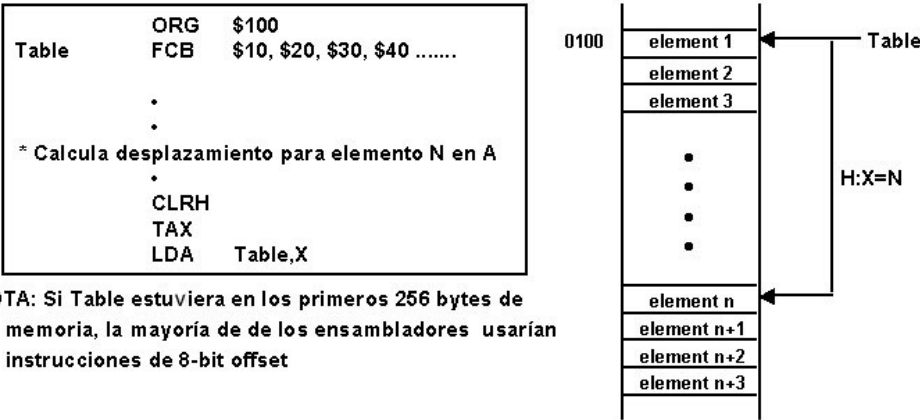 ORG $100
Table FCB $10, $20, $30, $40 .......
* Calcula desplazamiento para elemento N en A
CLRH
TAX
LDA Table,X
OTA: Si Table estuviera en los primeros 256 bytes de
memoria, la mayoría de de los ensambladores usarían
instrucciones de 8-bit offset
0100
element 1
Table
element 2
element 3
H:X=N
element n
element n+1
element n+2
element n+3